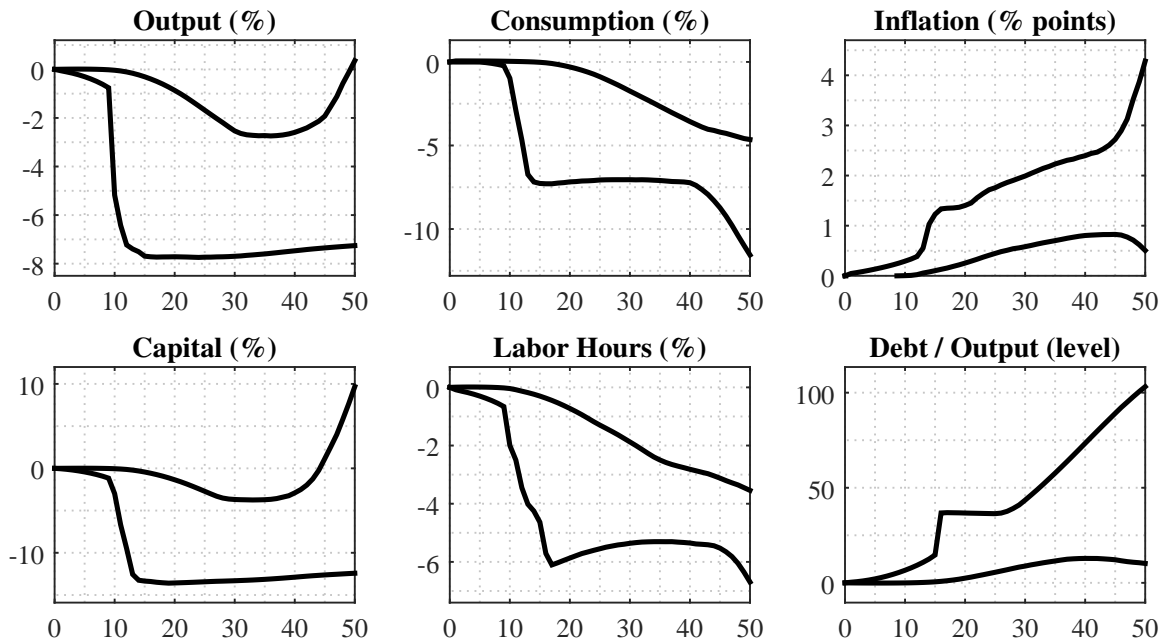 Output (%)
0
-2
-4
-6
-8
0 10 20 30 40 50
Consumption (%)
0
-5
-10
0 10 20 30 40 50
Inflation (% points)
4
3
2
1
0
0 10 20 30 40 50
Capital (%)
10
0
-10
0 10 20 30 40 50
Labor Hours (%)
0
-2
-4
-6
0 10 20 30 40 50
Debt / Output (level)
100
50
0
0 10 20 30 40 50